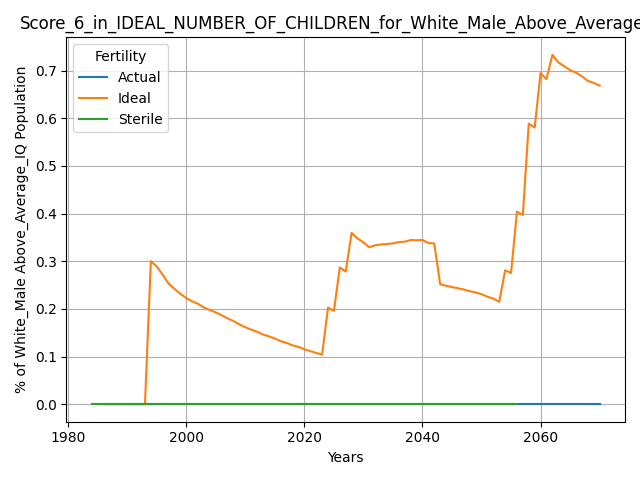 Score_6_in_IDEAL_NUMBER_OF_CHILDREN_for_White_Male_Above_Average
Fertility
Actual
Ideal
Sterile
% of White_Male Above_Average_IQ Population
0.7
0.6
0.5
0.4
0.3
0.2
0.1
0.0
1980 2000 2020 2040 2060
Years